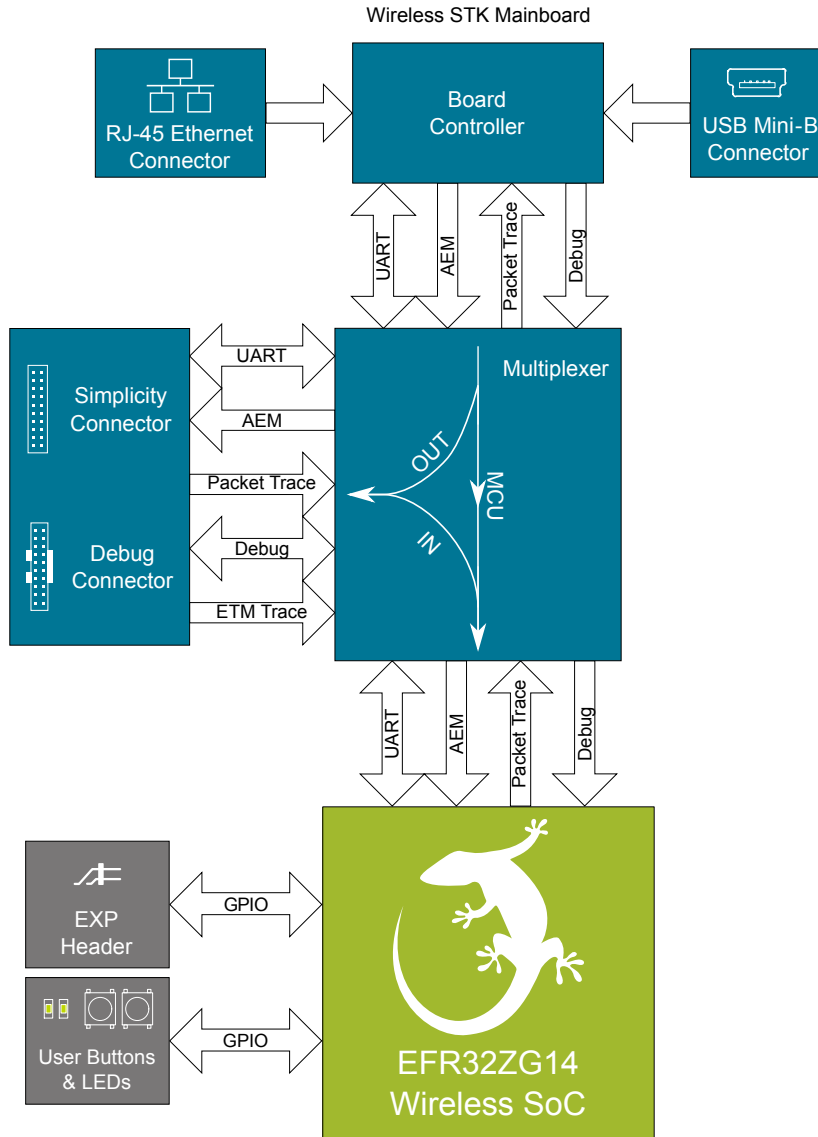 Wireless STK Mainboard
RJ-45 Ethernet
Connector
Board
Controller
USB Mini-B
Connector
UART
AEM
Packet Trace
Debug
Simplicity
Connector
Debug
Connector
UART
AEM
Packet Trace
Debug
ETM Trace
Multiplexer
OUT
MCU
IN
UART
AEM
Packet Trace
Debug
EXP
Header
GPIO
User Buttons
& LEDs
GPIO
EFR32ZG14
Wireless SoC